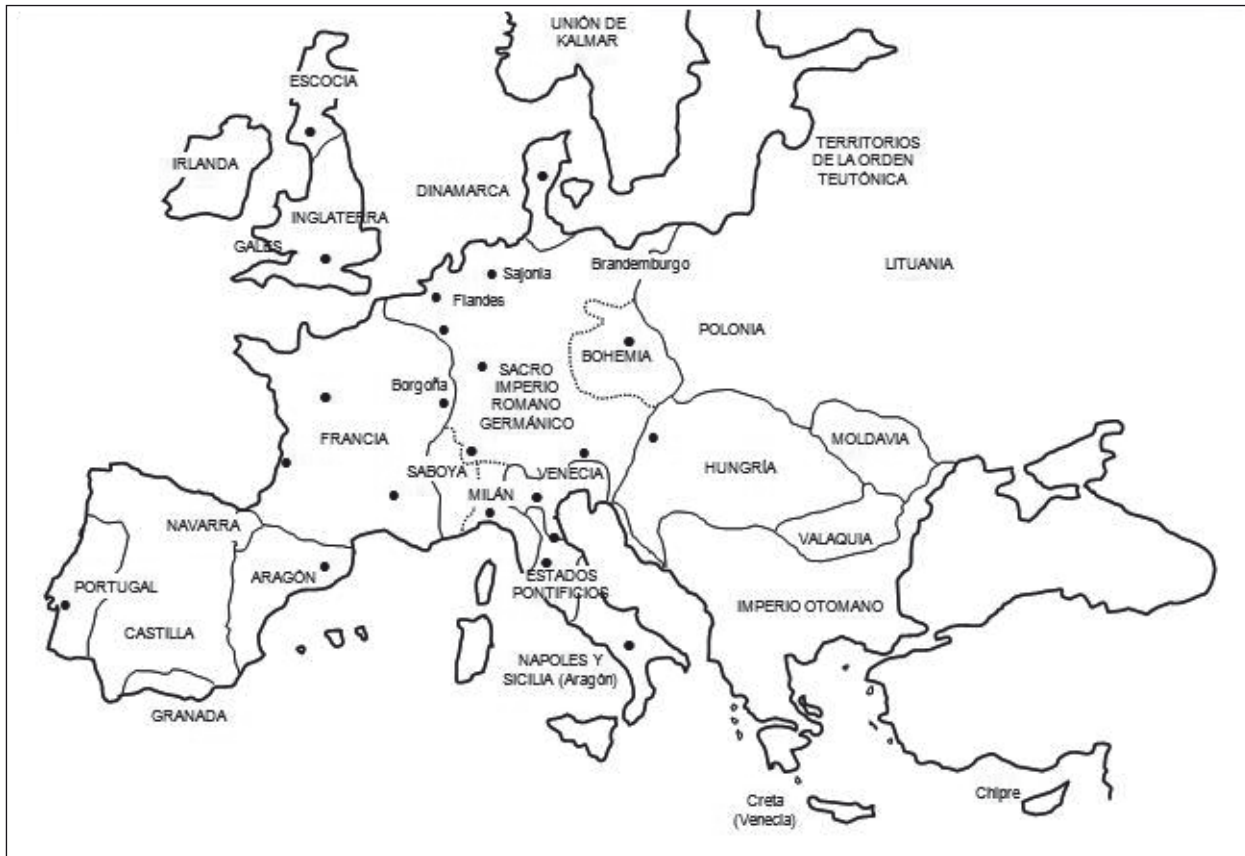 UNIÓN DE
KALMAR
ESCOCIA
IRLANDA
TERRITORIOS
DE LA ORDEN
TEUTÓNICA
DINAMARCA
INGLATERRA
GALES
Brandemburgo
LITUANIA
Sajonia
Flandes
POLONIA
BOHEMIA
SACRO
IMPERIO
ROMANO
GERMÁNICO
Borgoña
FRANCIA
MOLDAVIA
HUNGRÍA
SABOYA
VENECIA
MILÁN
NAVARRA
VALAQUIA
ARAGÓN
PORTUGAL
ESTADOS
PONTIFICIOS
IMPERIO OTOMANO
CASTILLA
NAPOLES Y
SICILIA (Aragón)
GRANADA
Creta
(Venecia)
Chipre